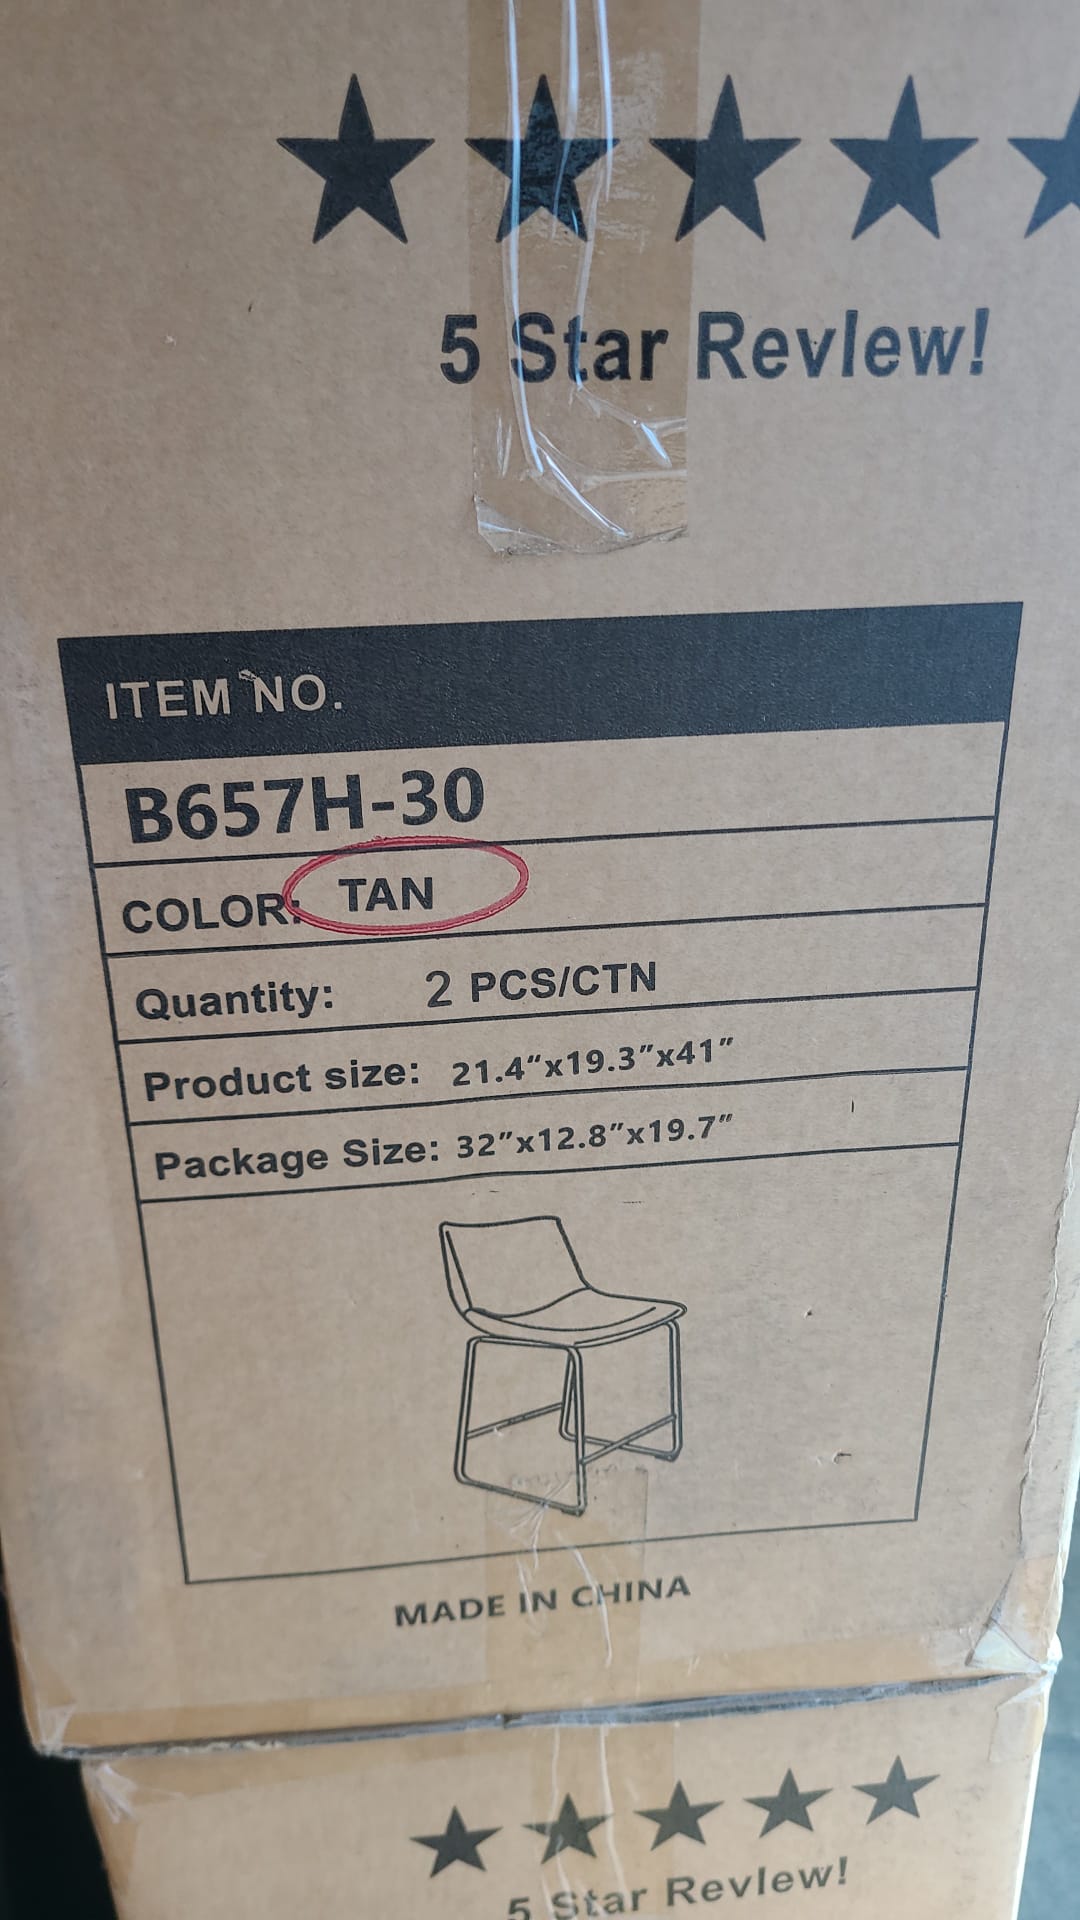 5 Star Revlew!
ITEM NO.
B657H-30
COLOR: TAN
Quantity: 2 PCS/CTN
Product size: 21.4"x19.3"x41"
Package Size: 32"x12.8"x19.7"
MADE IN CHINA
5 Star Revlew!